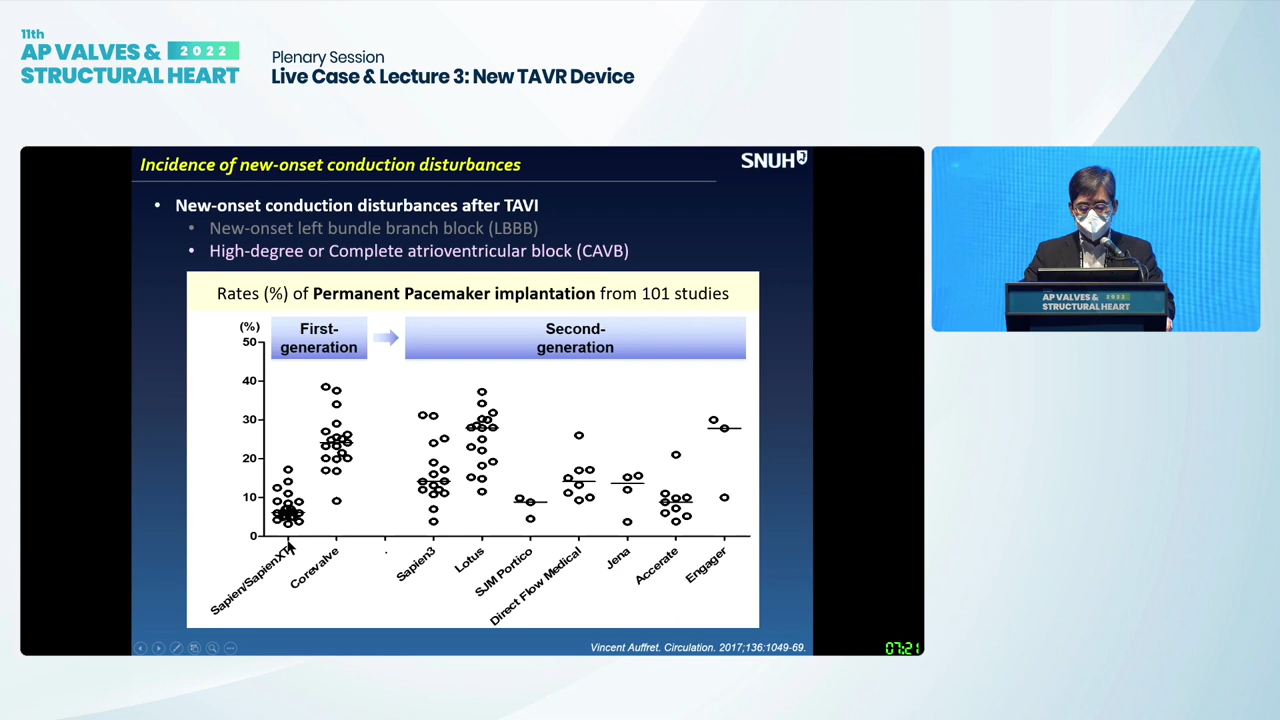 11th
AP VALVES & 2022
STRUCTURAL HEART
Plenary Session
Live Case & Lecture 3: New TAVR Device
Incidence of new-onset conduction disturbances
SNUH
• New-onset conduction disturbances after TAVI
• New-onset left bundle branch block (LBBB)
• High-degree or Complete atrioventricular block (CAVB)
Rates (%) of Permanent Pacemaker implantation from 101 studies
(%)
First-
generation
Second-
generation
50
40
30
20
10
0
Sapien/SapienXT
Corevalve
.
Sapien3
Lotus
SJM Portico
Direct Flow Medical
Jena
Accerate
Engager
Vincent Auffret. Circulation. 2017;136:1049-69.
07:21
AP VALVES & 2022
STRUCTURAL HEART